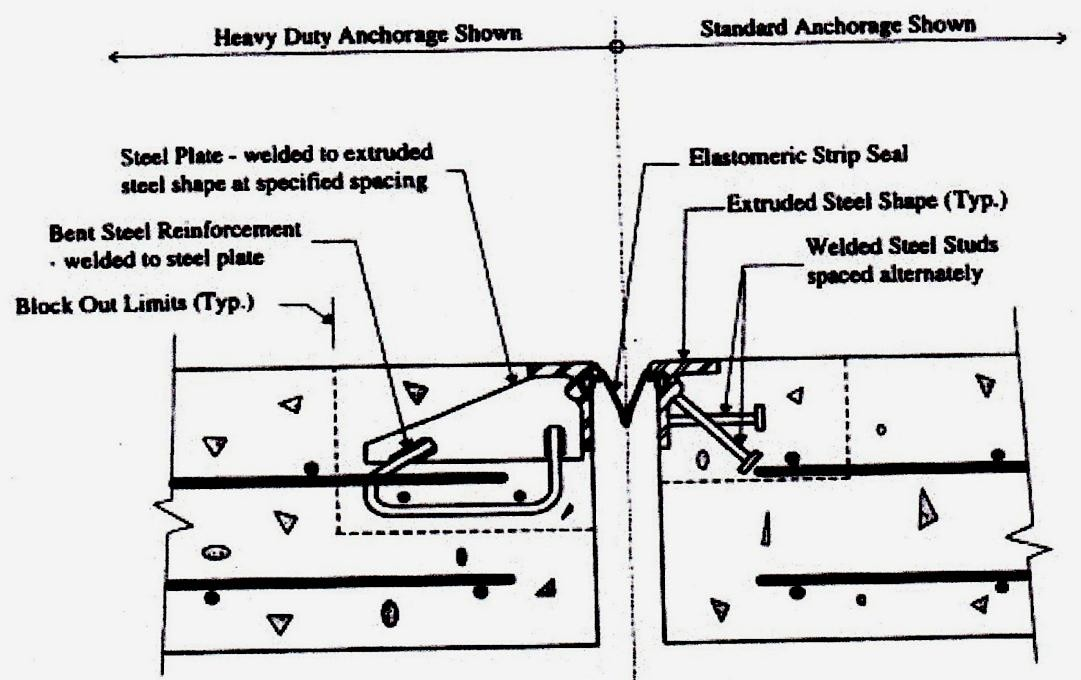 Heavy Duty Anchorage Shown
Standard Anchorage Shown
Steel Plate - welded to extruded
steel shape at specified spacing
Bent Steel Reinforcement
- welded to steel plate
Block Out Limits (Typ.)
Elastomeric Strip Seal
Extruded Steel Shape (Typ.)
Welded Steel Studs
spaced alternately